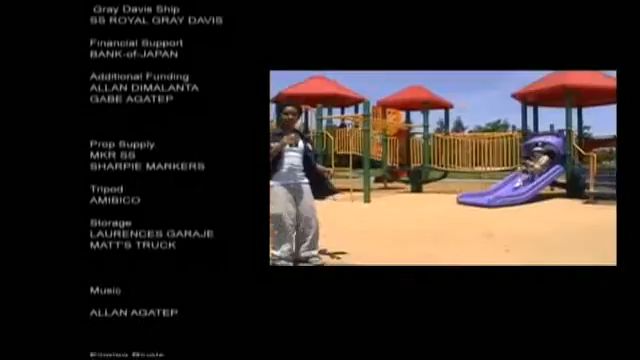 Gray Davis Ship
SS ROYAL GRAY DAVIS
Financial Support
BANK-of-JAPAN
Additional Funding
ALLAN DIMALANTA
GABE AGATEP
Prop Supply
MKR SS
SHARPIE MARKERS
Tripod
AMIBICO
Storage
LAURENCES GARAJE
MATT'S TRUCK
Music
ALLAN AGATEP